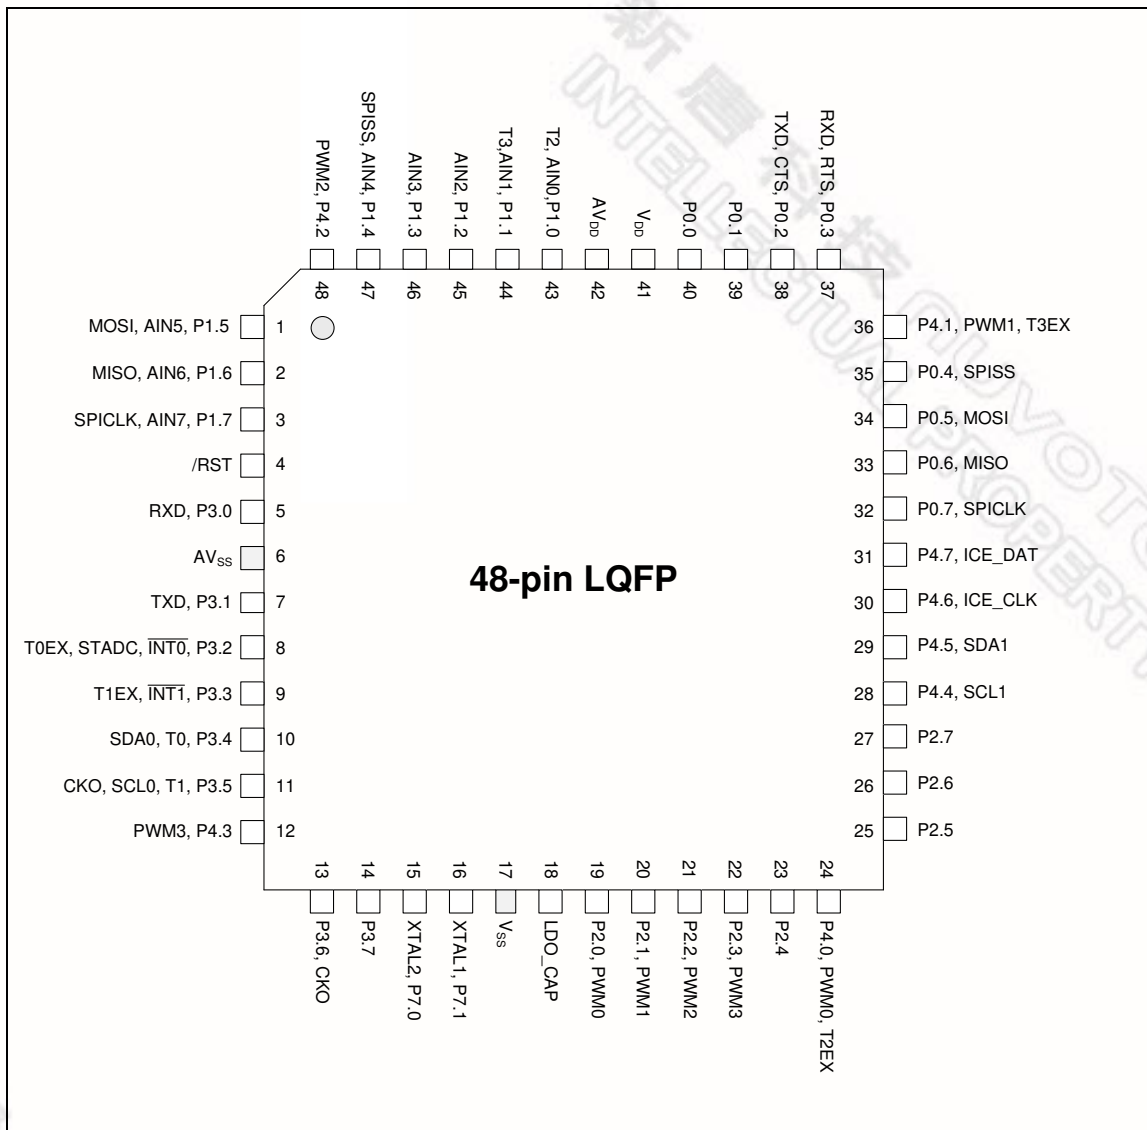 新唐科技 nuvoTo
INTELLECTUAL PROPERTY
PWM2, P4.2
SPISS, AIN4, P1.4
AIN3, P1.3
AIN2, P1.2
T3,AIN1, P1.1
T2, AIN0,P1.0
AVDD
VDD
P0.0
P0.1
TXD, CTS, P0.2
RXD, RTS, P0.3
48
47
46
45
44
43
42
41
40
39
38
37
MOSI, AIN5, P1.5 1
MISO, AIN6, P1.6 2
SPICLK, AIN7, P1.7 3
/RST 4
RXD, P3.0 5
AVSS 6
TXD, P3.1 7
T0EX, STADC, INT0, P3.2 8
T1EX, INT1, P3.3 9
SDA0, T0, P3.4 10
CKO, SCL0, T1, P3.5 11
PWM3, P4.3 12
48-pin LQFP
36 P4.1, PWM1, T3EX
35 P0.4, SPISS
34 P0.5, MOSI
33 P0.6, MISO
32 P0.7, SPICLK
31 P4.7, ICE_DAT
30 P4.6, ICE_CLK
29 P4.5, SDA1
28 P4.4, SCL1
27 P2.7
26 P2.6
25 P2.5
13
14
15
16
17
18
19
20
21
22
23
24
P3.6, CKO
P3.7
XTAL2, P7.0
XTAL1, P7.1
VSS
LDO_CAP
P2.0, PWM0
P2.1, PWM1
P2.2, PWM2
P2.3, PWM3
P2.4
P4.0, PWM0, T2EX